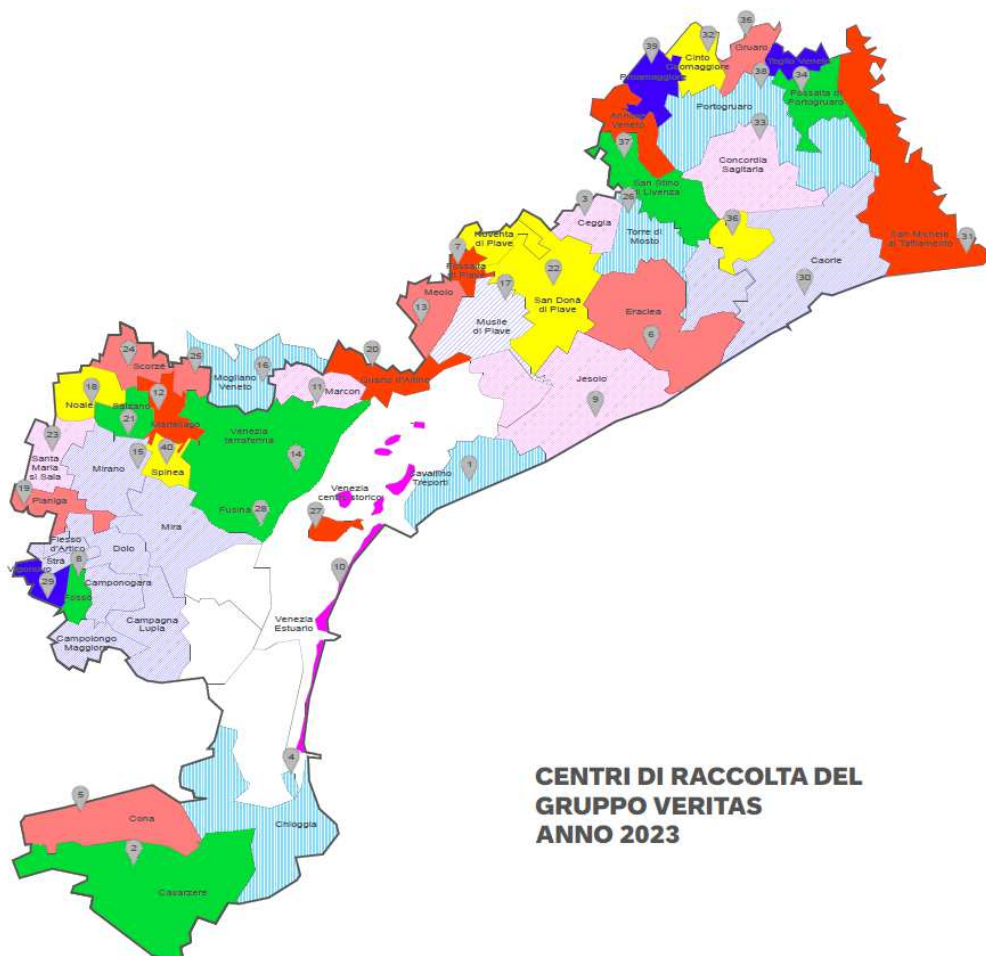 39
32
35
Cinto
Caomaggiore
Gruaro
Teglio Veneto
Pramaggiore
38
34
Fossalta di
Portogruaro
Portogruaro
Annone
Veneto
33
37
Concordia
Sagitaria
San Stino
di Livenza
3
26
Ceggia
36
Torre di
Mosto
Noventa
di Piave
7
Fossalta
di Piave
22
San Michele
al Tattiamento
31
Caorle
30
Meolo
17
13
San Donà
di Piave
Musile
di Piave
Eraclea
6
24
Scorzè
25
20
16
Mogliano
Veneto
Quarto d'Altino
Jesolo
18
12
11
Marcon
9
Noale
Salzano
21
Martellago
23
Venezia
terraferma
Santa
Maria
si Sala
15
40
Mirano
Spinea
14
1
Cavallino
Treporti
Venezia
centro storico
19
Pianiga
Fusina
28
27
Mira
Fiesso
d'Artico
Dolo
Strà
8
Vigonovo
29
Camponogara
10
Fossò
Campagna
Lupia
Venezia
Estuario
Campolongo
Maggiore
4
CENTRI DI RACCOLTA DEL
GRUPPO VERITAS
ANNO 2023
5
Cona
Chioggia
2
Cavarzere